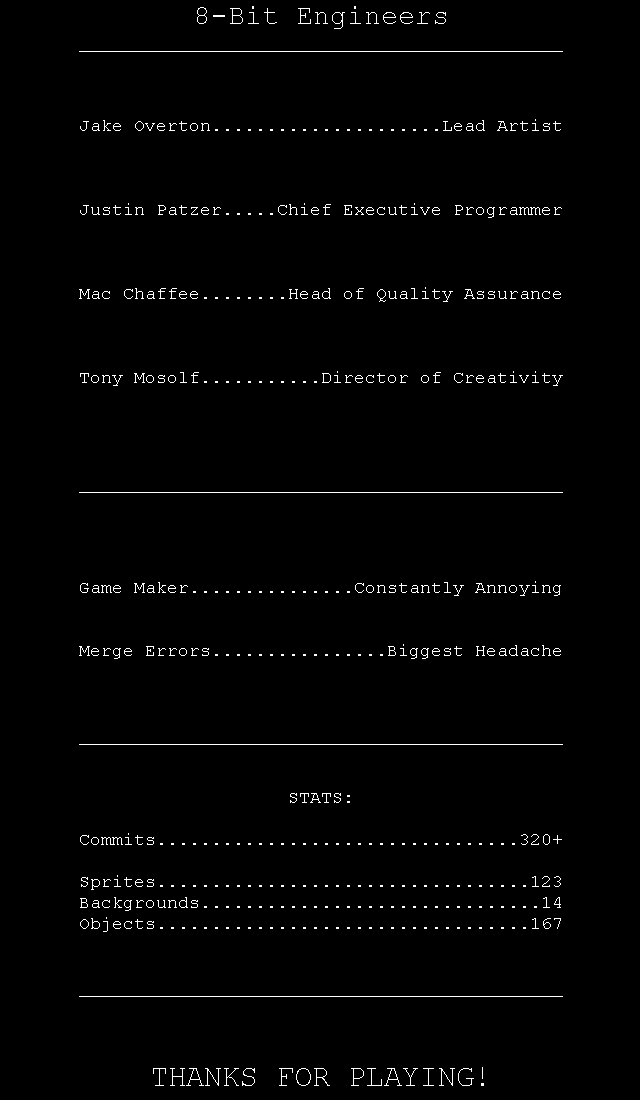 8-Bit Engineers
Jake Overton.....................Lead Artist
Justin Patzer.....Chief Executive Programmer
Mac Chaffee........Head of Quality Assurance
Tony Mosolf...........Director of Creativity
Game Maker...............Constantly Annoying
Merge Errors................Biggest Headache
STATS:
Commits.................................320+
Sprites..................................123
Backgrounds...............................14
Objects..................................167
THANKS FOR PLAYING!